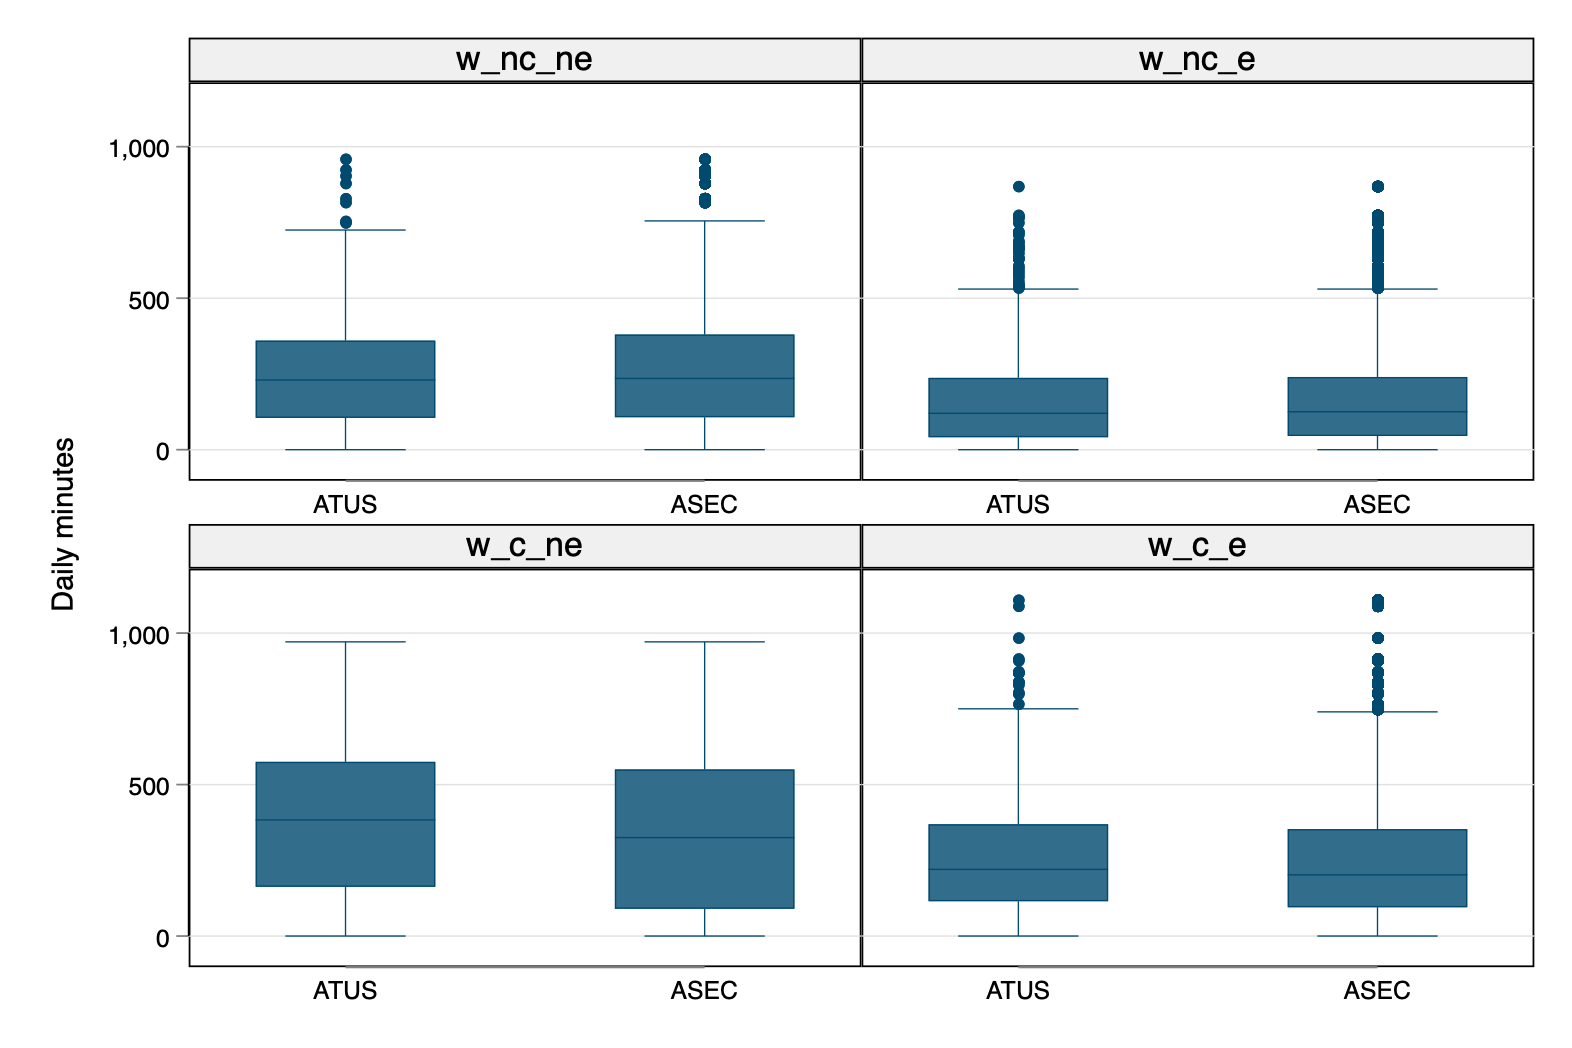 w_nc_ne
w_nc_e
1,000
500
0
ATUS
ASEC
ATUS
ASEC
Daily minutes
w_c_ne
w_c_e
1,000
500
0
ATUS
ASEC
ATUS
ASEC